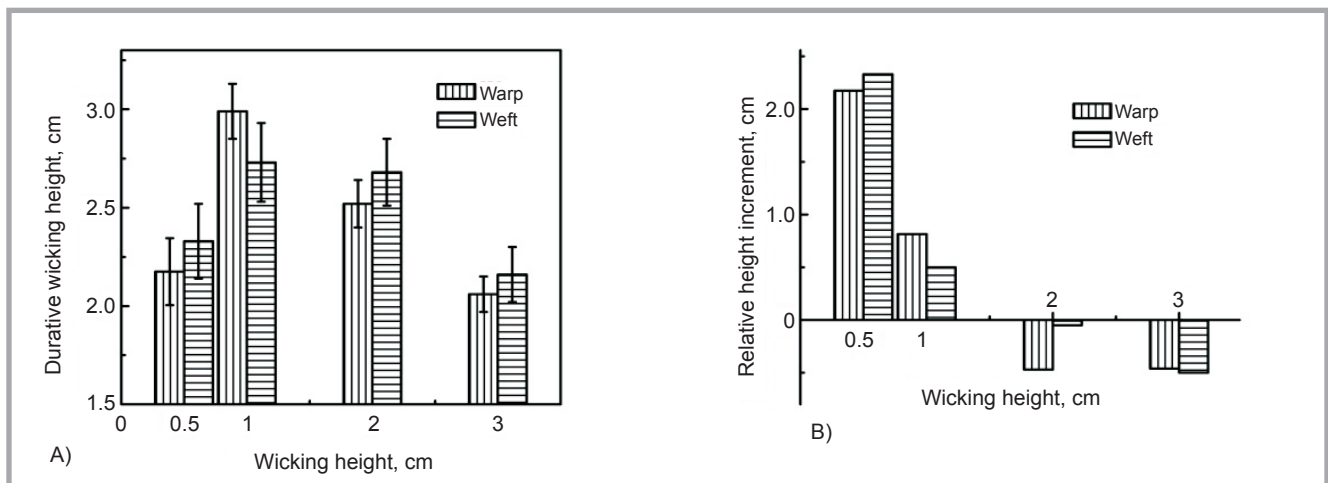 Durative wicking height, cm
3.0
2.5
2.0
1.5
0
0.5
1
2
3
Warp
Weft
Wicking height, cm
A)
Relative height increment, cm
2.0
1.0
0
0.5
1
2
3
Warp
Weft
Wicking height, cm
B)